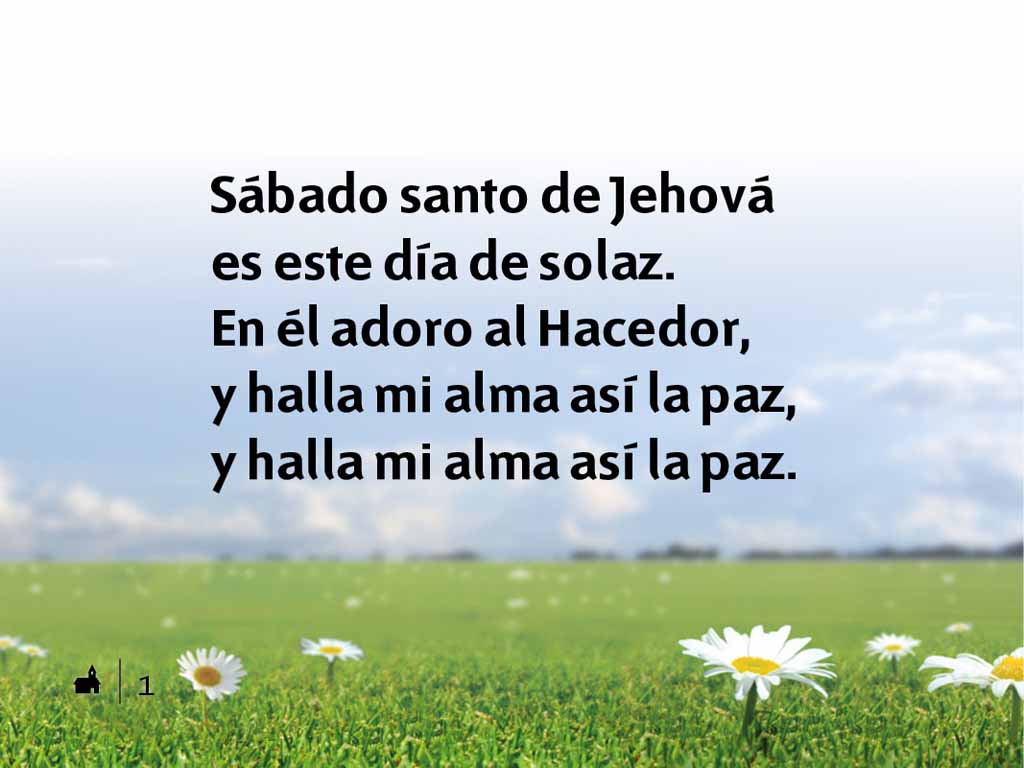 Sábado santo de Jehová
es este día de solaz.
En él adoro al Hacedor,
y halla mi alma así la paz,
y halla mi alma así la paz.
1